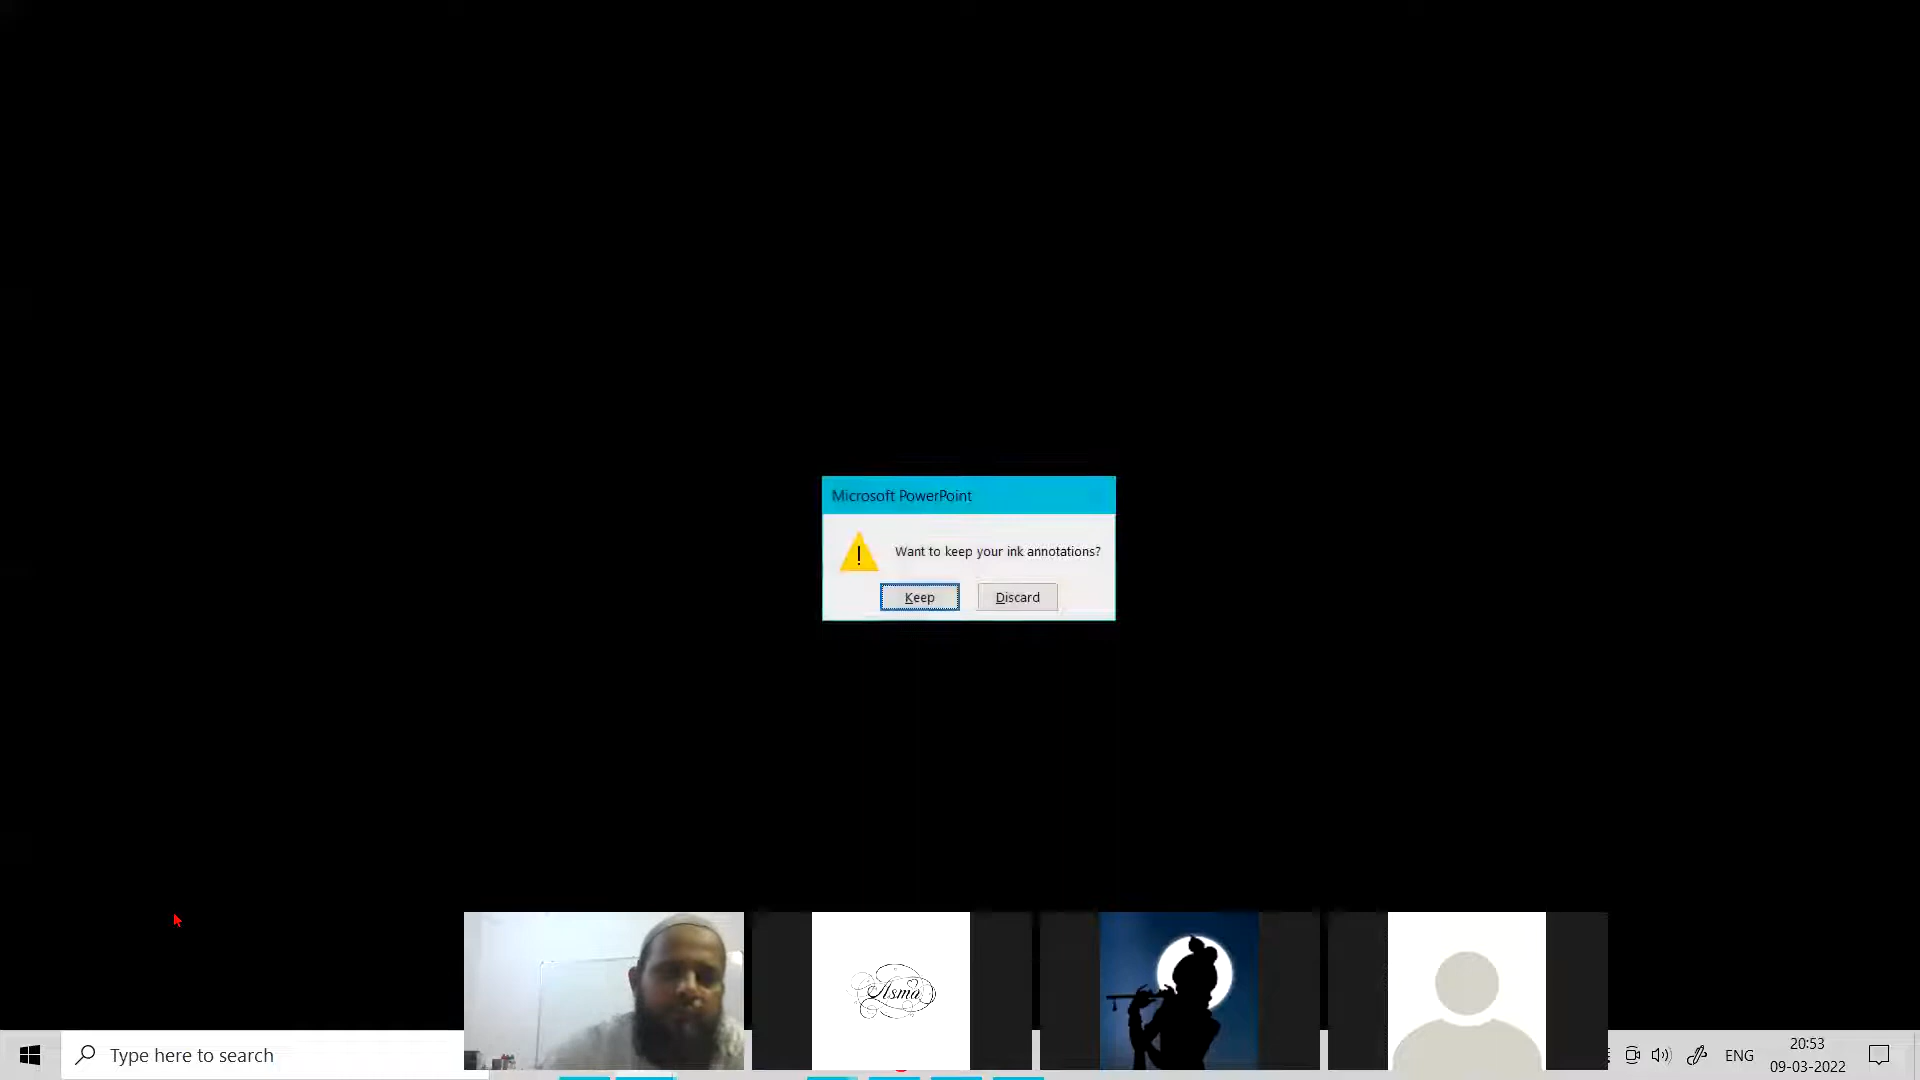 Microsoft PowerPoint
Want to keep your ink annotations?
Keep
Discard
Asma
Type here to search
ENG
20:53
09-03-2022